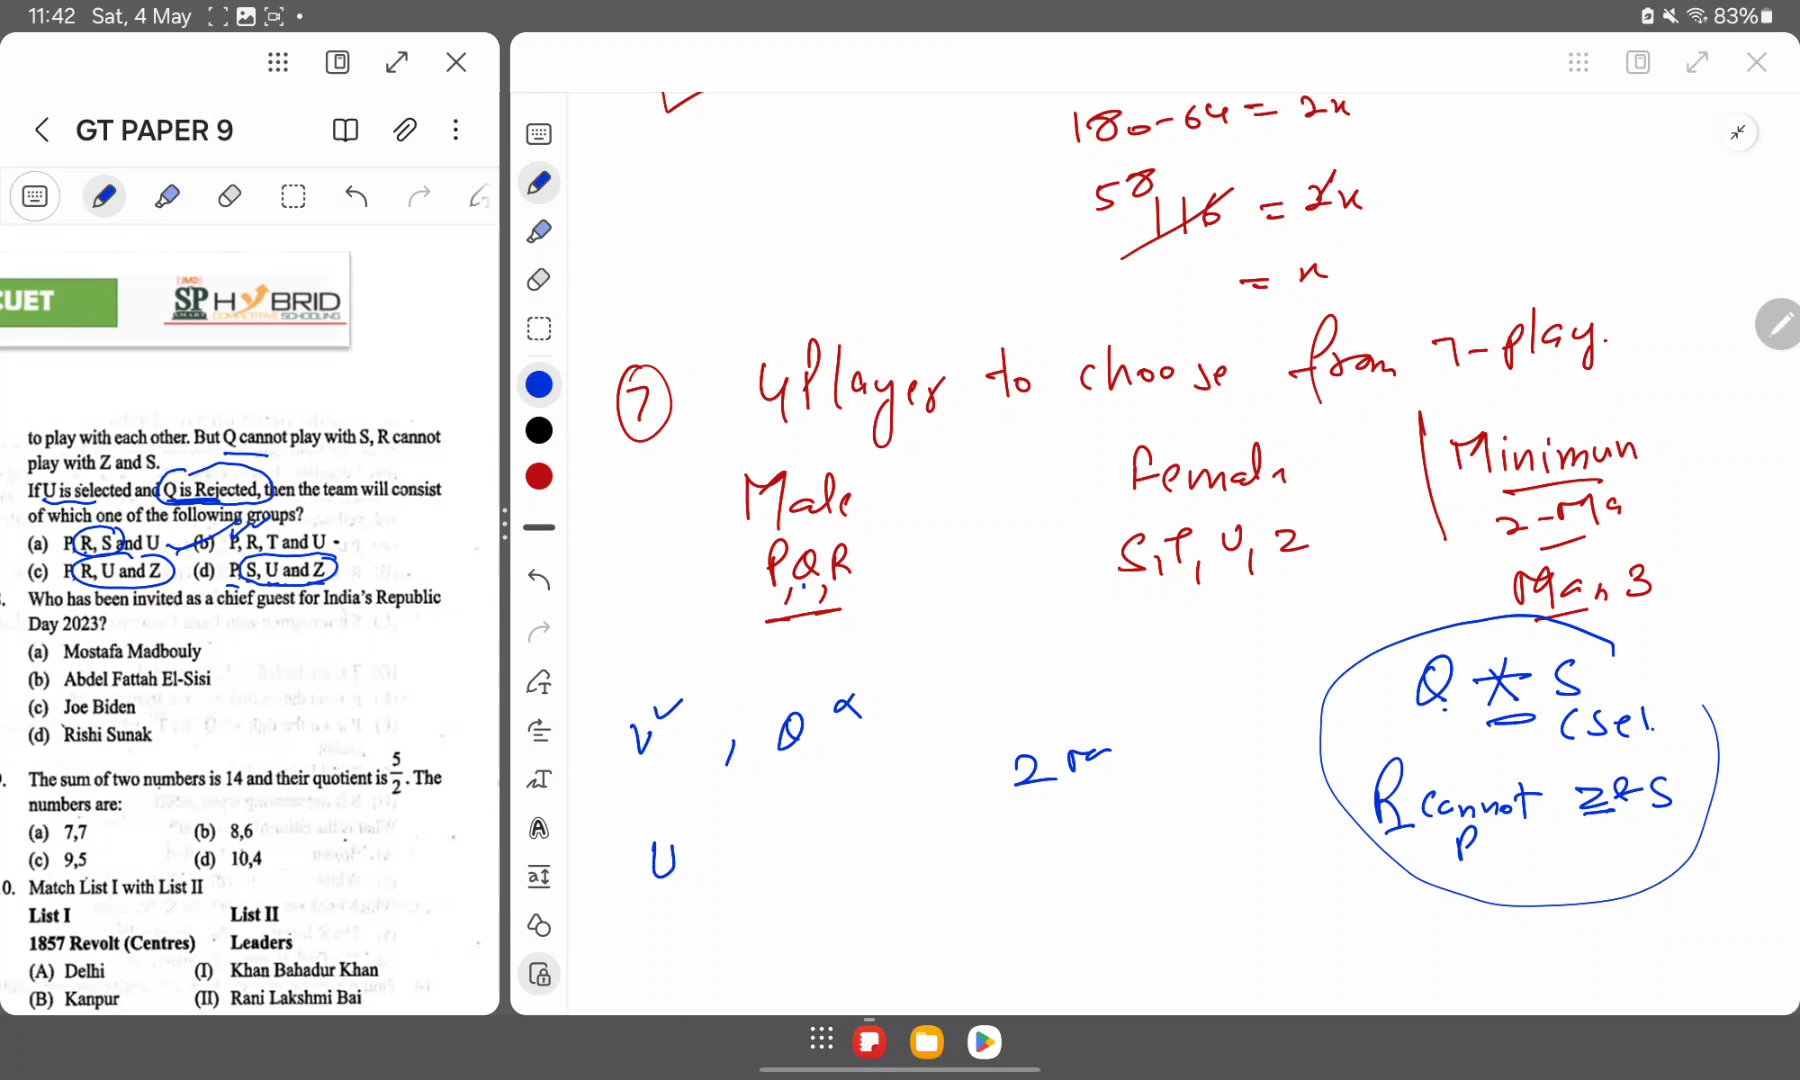 11:42 Sat, 4 May
83%
GT PAPER 9
CUET
JMD
SP HYBRID
SMART COMPETITIVE SCHOOLING
to play with each other. But Q cannot play with S, R cannot
play with Z and S.
If U is selected and Q is Rejected, then the team will consist
of which one of the following groups?
(a) P, R, S and U (b) P, R, T and U
(c) P, R, U and Z (d) P, S, U and Z
Who has been invited as a chief guest for India's Republic
Day 2023?
(a) Mostafa Madbouly
(b) Abdel Fattah El-Sisi
(c) Joe Biden
(d) Rishi Sunak
The sum of two numbers is 14 and their quotient is 5/2. The
numbers are:
(a) 7,7 (b) 8,6
(c) 9,5 (d) 10,4
0. Match List I with List II
List I List II
1857 Revolt (Centres) Leaders
(A) Delhi (I) Khan Bahadur Khan
(B) Kanpur (II) Rani Lakshmi Bai
180-64 = 2x
58 116 = 2x
= x
7 4 Player to choose from 7-play.
Male Female Minimum
P,Q,R S,T,U,Z 2-Ma
Max 3
Q * S
(Sel.
U ✓, Q × 2 m
R cannot Z & S
P
U